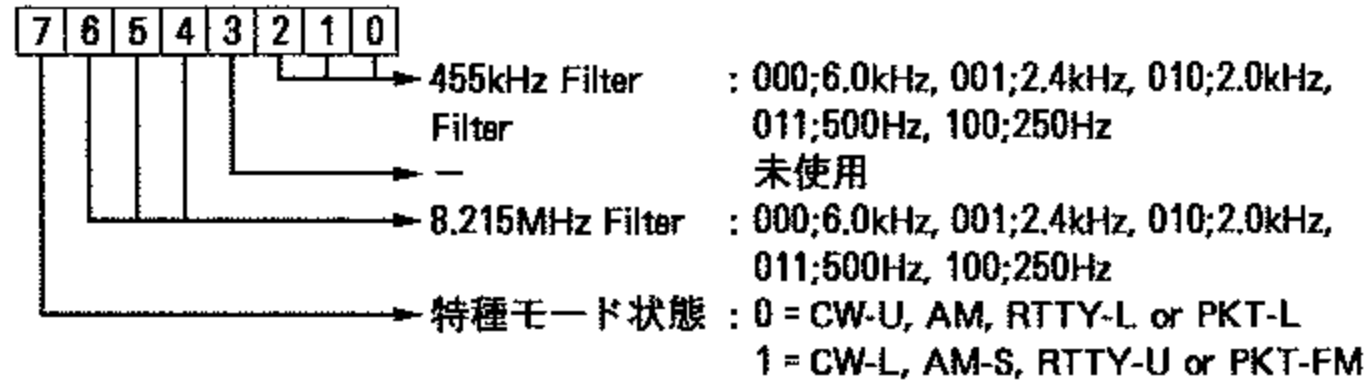 7 6 5 4 3 2 1 0
455kHz Filter : 000;6.0kHz, 001;2.4kHz, 010;2.0kHz,
Filter 011;500Hz, 100;250Hz
− 未使用
8.215MHz Filter : 000;6.0kHz, 001;2.4kHz, 010;2.0kHz,
011;500Hz, 100;250Hz
特種モード状態 : 0 = CW-U, AM, RTTY-L or PKT-L
1 = CW-L, AM-S, RTTY-U or PKT-FM